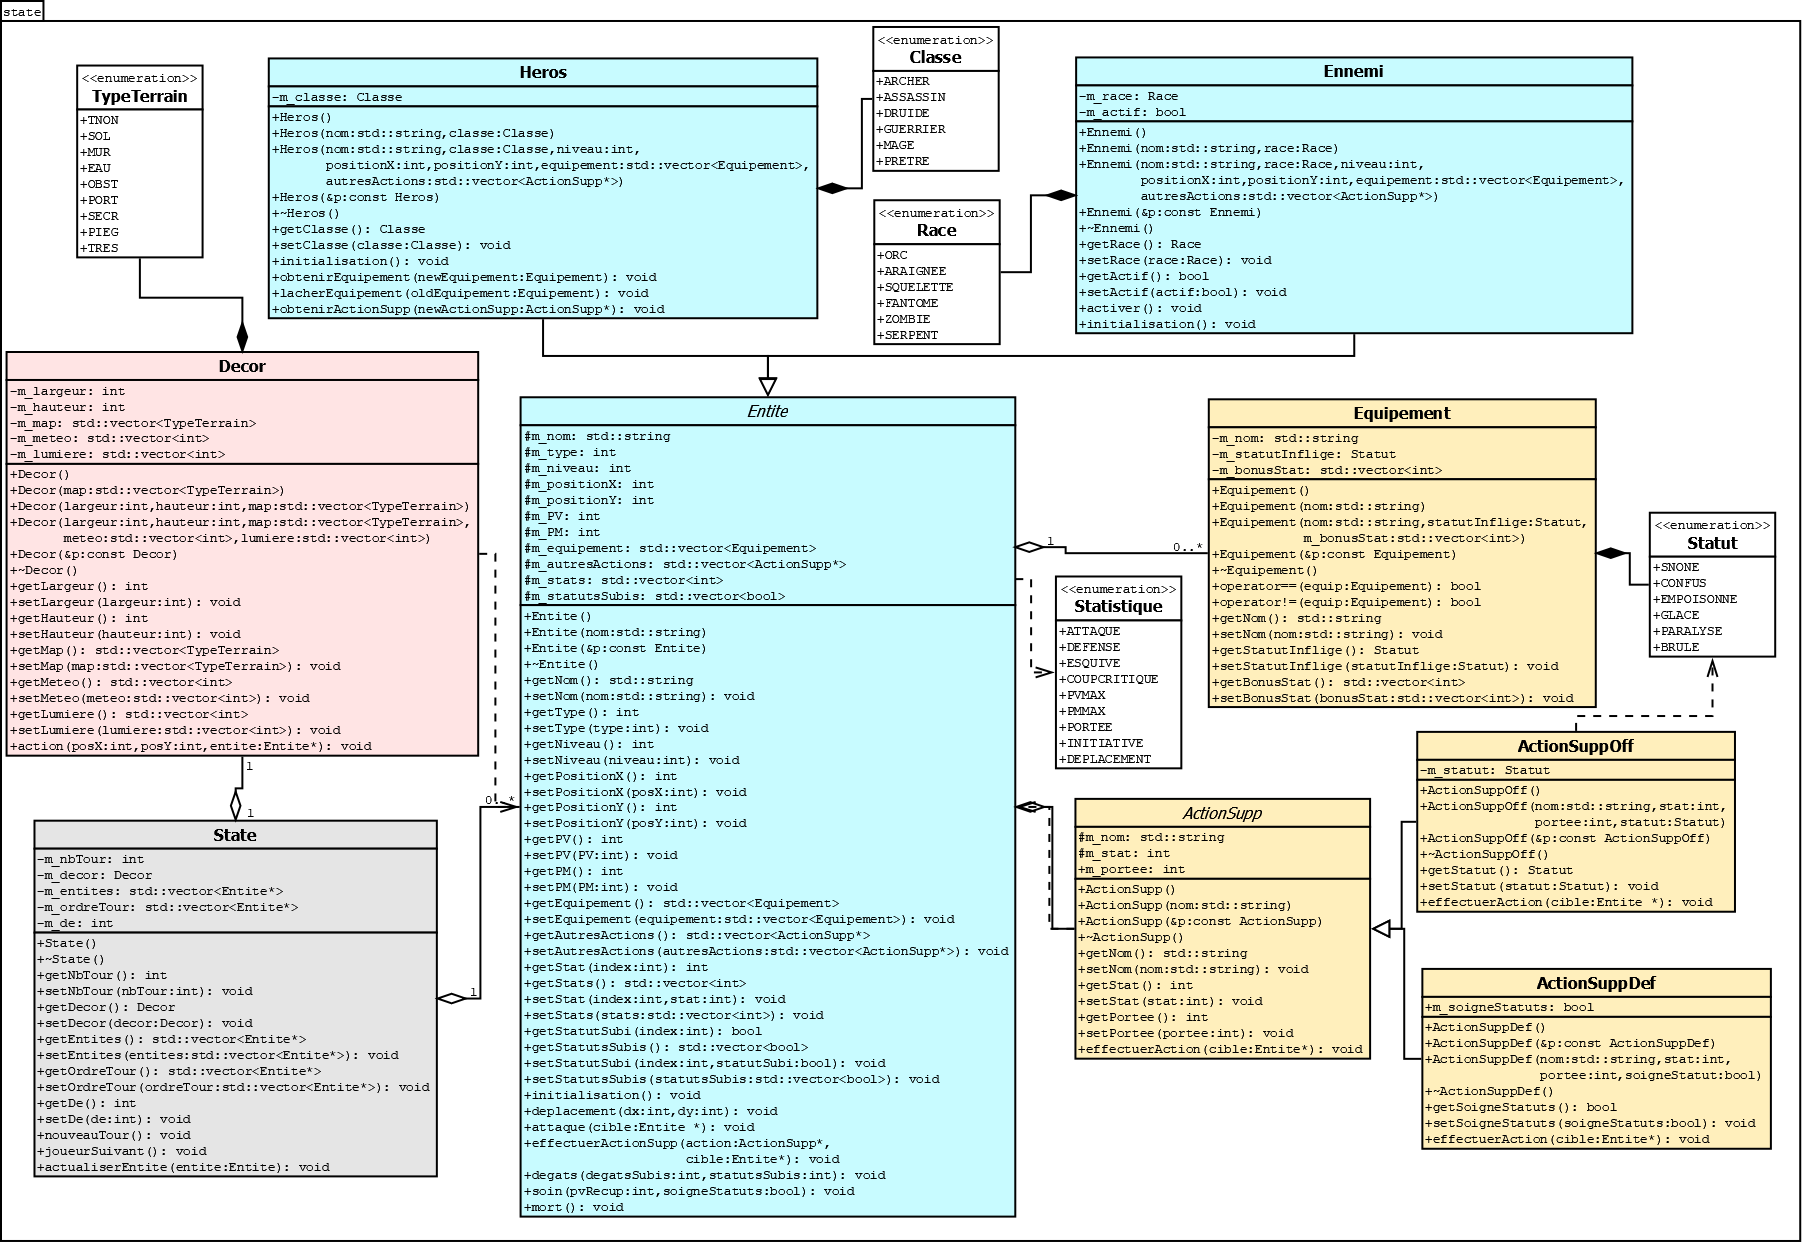 state
<<enumeration>>
TypeTerrain
+TNON
+SOL
+MUR
+EAU
+OBST
+PORT
+SECR
+PIEG
+TRES
Heros
-m_classe: Classe
+Heros()
+Heros(nom:std::string,classe:Classe)
+Heros(nom:std::string,classe:Classe,niveau:int,
positionX:int,positionY:int,equipement:std::vector<Equipement>,
autresActions:std::vector<ActionSupp*>)
+Heros(&p:const Heros)
+~Heros()
+getClasse(): Classe
+setClasse(classe:Classe): void
+initialisation(): void
+obtenirEquipement(newEquipement:Equipement): void
+lacherEquipement(oldEquipement:Equipement): void
+obtenirActionSupp(newActionSupp:ActionSupp*): void
<<enumeration>>
Classe
+ARCHER
+ASSASSIN
+DRUIDE
+GUERRIER
+MAGE
+PRETRE
<<enumeration>>
Race
+ORC
+ARAIGNEE
+SQUELETTE
+FANTOME
+ZOMBIE
+SERPENT
Ennemi
-m_race: Race
-m_actif: bool
+Ennemi()
+Ennemi(nom:std::string,race:Race)
+Ennemi(nom:std::string,race:Race,niveau:int,
positionX:int,positionY:int,equipement:std::vector<Equipement>,
autresActions:std::vector<ActionSupp*>)
+Ennemi(&p:const Ennemi)
+~Ennemi()
+getRace(): Race
+setRace(race:Race): void
+getActif(): bool
+setActif(actif:bool): void
+activer(): void
+initialisation(): void
Decor
-m_largeur: int
-m_hauteur: int
-m_map: std::vector<TypeTerrain>
-m_meteo: std::vector<int>
-m_lumiere: std::vector<int>
+Decor()
+Decor(map:std::vector<TypeTerrain>)
+Decor(largeur:int,hauteur:int,map:std::vector<TypeTerrain>)
+Decor(largeur:int,hauteur:int,map:std::vector<TypeTerrain>,
meteo:std::vector<int>,lumiere:std::vector<int>)
+Decor(&p:const Decor)
+~Decor()
+getLargeur(): int
+setLargeur(largeur:int): void
+getHauteur(): int
+setHauteur(hauteur:int): void
+getMap(): std::vector<TypeTerrain>
+setMap(map:std::vector<TypeTerrain>): void
+getMeteo(): std::vector<int>
+setMeteo(meteo:std::vector<int>): void
+getLumiere(): std::vector<int>
+setLumiere(lumiere:std::vector<int>): void
+action(posX:int,posY:int,entite:Entite*): void
1
1
State
-m_nbTour: int
-m_decor: Decor
-m_entites: std::vector<Entite*>
-m_ordreTour: std::vector<Entite*>
-m_de: int
+State()
+~State()
+getNbTour(): int
+setNbTour(nbTour:int): void
+getDecor(): Decor
+setDecor(decor:Decor): void
+getEntites(): std::vector<Entite*>
+setEntites(entites:std::vector<Entite*>): void
+getOrdreTour(): std::vector<Entite*>
+setOrdreTour(ordreTour:std::vector<Entite*>): void
+getDe(): int
+setDe(de:int): void
+nouveauTour(): void
+joueurSuivant(): void
+actualiserEntite(entite:Entite): void
1
0..*
Entite
#m_nom: std::string
#m_type: int
#m_niveau: int
#m_positionX: int
#m_positionY: int
#m_PV: int
#m_PM: int
#m_equipement: std::vector<Equipement>
#m_autresActions: std::vector<ActionSupp*>
#m_stats: std::vector<int>
#m_statutsSubis: std::vector<bool>
+Entite()
+Entite(nom:std::string)
+Entite(&p:const Entite)
+~Entite()
+getNom(): std::string
+setNom(nom:std::string): void
+getType(): int
+setType(type:int): void
+getNiveau(): int
+setNiveau(niveau:int): void
+getPositionX(): int
+setPositionX(posX:int): void
+getPositionY(): int
+setPositionY(posY:int): void
+getPV(): int
+setPV(PV:int): void
+getPM(): int
+setPM(PM:int): void
+getEquipement(): std::vector<Equipement>
+setEquipement(equipement:std::vector<Equipement>): void
+getAutresActions(): std::vector<ActionSupp*>
+setAutresActions(autresActions:std::vector<ActionSupp*>): void
+getStat(index:int): int
+getStats(): std::vector<int>
+setStat(index:int,stat:int): void
+setStats(stats:std::vector<int>): void
+getStatutSubi(index:int): bool
+getStatutsSubis(): std::vector<bool>
+setStatutSubi(index:int,statutSubi:bool): void
+setStatutsSubis(statutsSubis:std::vector<bool>): void
+initialisation(): void
+deplacement(dx:int,dy:int): void
+attaque(cible:Entite *): void
+effectuerActionSupp(action:ActionSupp*,
cible:Entite*): void
+degats(degatsSubis:int,statutsSubis:int): void
+soin(pvRecup:int,soigneStatuts:bool): void
+mort(): void
1
0..*
<<enumeration>>
Statistique
+ATTAQUE
+DEFENSE
+ESQUIVE
+COUPCRITIQUE
+PVMAX
+PMMAX
+PORTEE
+INITIATIVE
+DEPLACEMENT
Equipement
-m_nom: std::string
-m_statutInflige: Statut
-m_bonusStat: std::vector<int>
+Equipement()
+Equipement(nom:std::string)
+Equipement(nom:std::string,statutInflige:Statut,
m_bonusStat:std::vector<int>)
+Equipement(&p:const Equipement)
+~Equipement()
+operator==(equip:Equipement): bool
+operator!=(equip:Equipement): bool
+getNom(): std::string
+setNom(nom:std::string): void
+getStatutInflige(): Statut
+setStatutInflige(statutInflige:Statut): void
+getBonusStat(): std::vector<int>
+setBonusStat(bonusStat:std::vector<int>): void
<<enumeration>>
Statut
+SNONE
+CONFUS
+EMPOISONNE
+GLACE
+PARALYSE
+BRULE
ActionSupp
#m_nom: std::string
#m_stat: int
+m_portee: int
+ActionSupp()
+ActionSupp(nom:std::string)
+ActionSupp(&p:const ActionSupp)
+~ActionSupp()
+getNom(): std::string
+setNom(nom:std::string): void
+getStat(): int
+setStat(stat:int): void
+getPortee(): int
+setPortee(portee:int): void
+effectuerAction(cible:Entite*): void
ActionSuppOff
-m_statut: Statut
+ActionSuppOff()
+ActionSuppOff(nom:std::string,stat:int,
portee:int,statut:Statut)
+ActionSuppOff(&p:const ActionSuppOff)
+~ActionSuppOff()
+getStatut(): Statut
+setStatut(statut:Statut): void
+effectuerAction(cible:Entite *): void
ActionSuppDef
+m_soigneStatuts: bool
+ActionSuppDef()
+ActionSuppDef(&p:const ActionSuppDef)
+ActionSuppDef(nom:std::string,stat:int,
portee:int,soigneStatut:bool)
+~ActionSuppDef()
+getSoigneStatuts(): bool
+setSoigneStatuts(soigneStatuts:bool): void
+effectuerAction(cible:Entite*): void